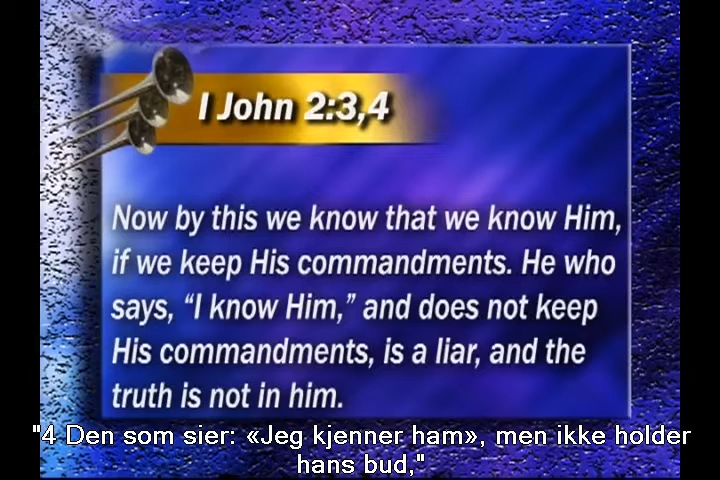 I John 2:3,4
Now by this we know that we know Him,
if we keep His commandments. He who
says, “I know Him,” and does not keep
His commandments, is a liar, and the
truth is not in him.
"4 Den som sier: «Jeg kjenner ham», men ikke holder
hans bud,"